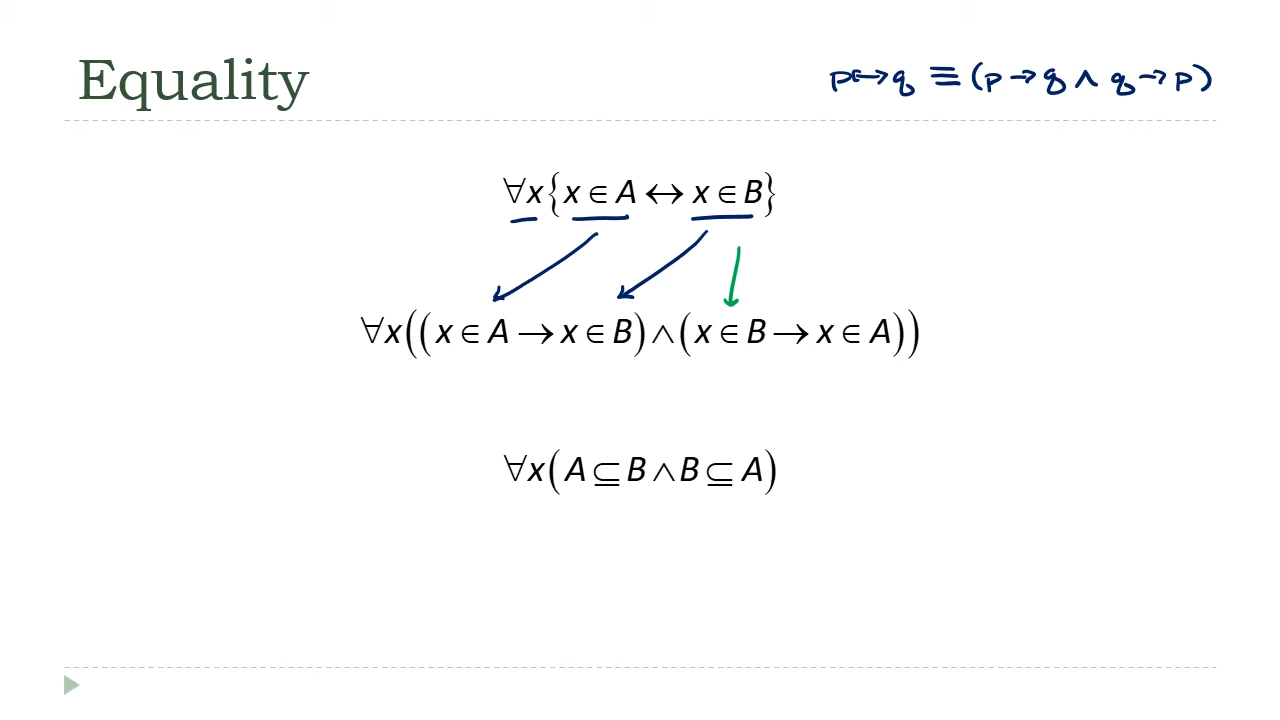 Equality
p↔q ≡ (p→q ∧ q→p)
∀x{x ∈ A ↔ x ∈ B}
∀x((x ∈ A → x ∈ B) ∧ (x ∈ B → x ∈ A))
∀x(A ⊆ B ∧ B ⊆ A)